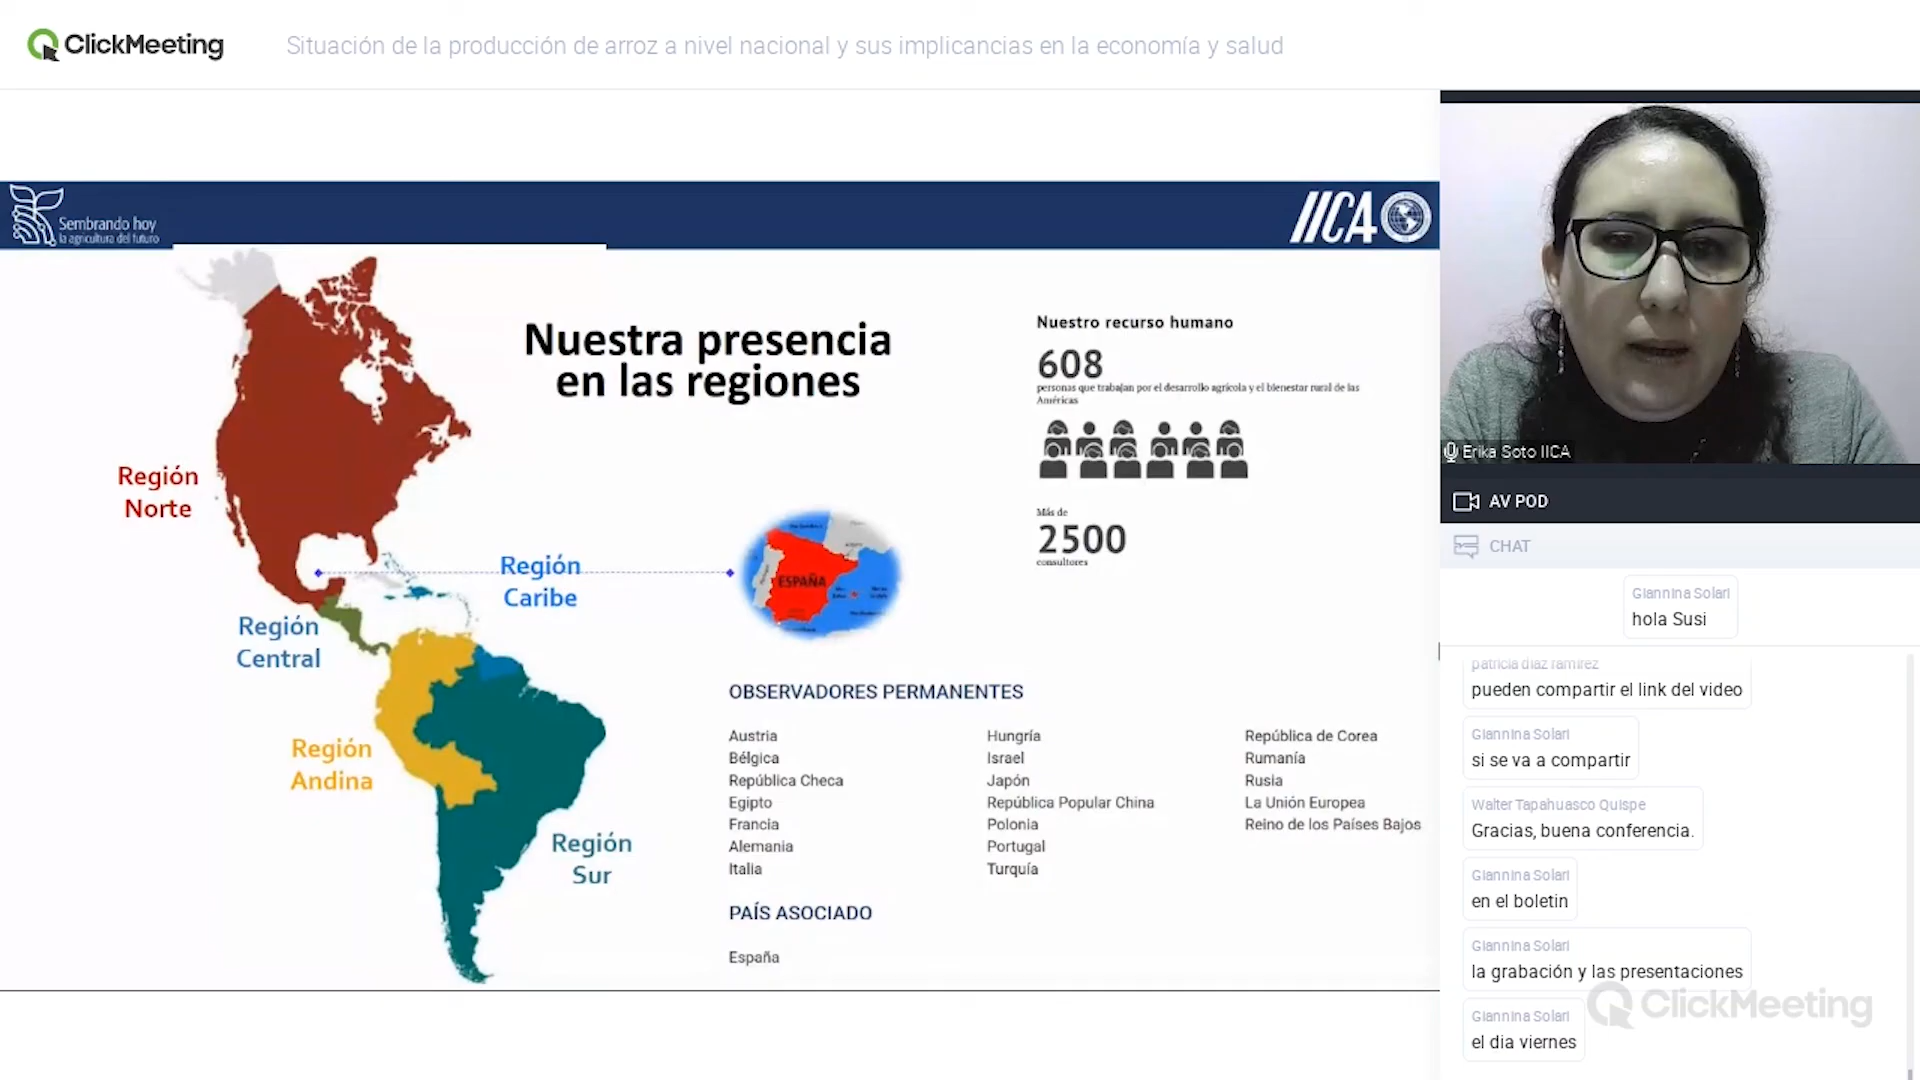 ClickMeeting
Situación de la producción de arroz a nivel nacional y sus implicancias en la economía y salud
Sembrando hoy
la agricultura del futuro
IICA
Nuestra presencia
en las regiones
Nuestro recurso humano
608
personas que trabajan por el desarrollo agrícola y el bienestar rural de las
Américas
Más de
2500
consultores
Región
Norte
Región
Caribe
ESPAÑA
Región
Central
Región
Andina
Región
Sur
OBSERVADORES PERMANENTES
Austria
Bélgica
República Checa
Egipto
Francia
Alemania
Italia
Hungría
Israel
Japón
República Popular China
Polonia
Portugal
Turquía
República de Corea
Rumanía
Rusia
La Unión Europea
Reino de los Países Bajos
PAÍS ASOCIADO
España
Erika Soto IICA
AV POD
CHAT
Giannina Solari
hola Susi
patricia diaz ramirez
pueden compartir el link del video
Giannina Solari
si se va a compartir
Walter Tapahuasco Quispe
Gracias, buena conferencia.
Giannina Solari
en el boletin
Giannina Solari
la grabación y las presentaciones
Giannina Solari
el dia viernes
ClickMeeting